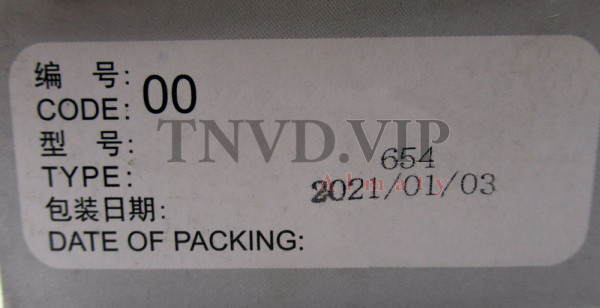 编 号:
CODE: 00
TNVD.VIP
型 号:
654
Almaty
TYPE:
2021/01/03
包装日期:
DATE OF PACKING: